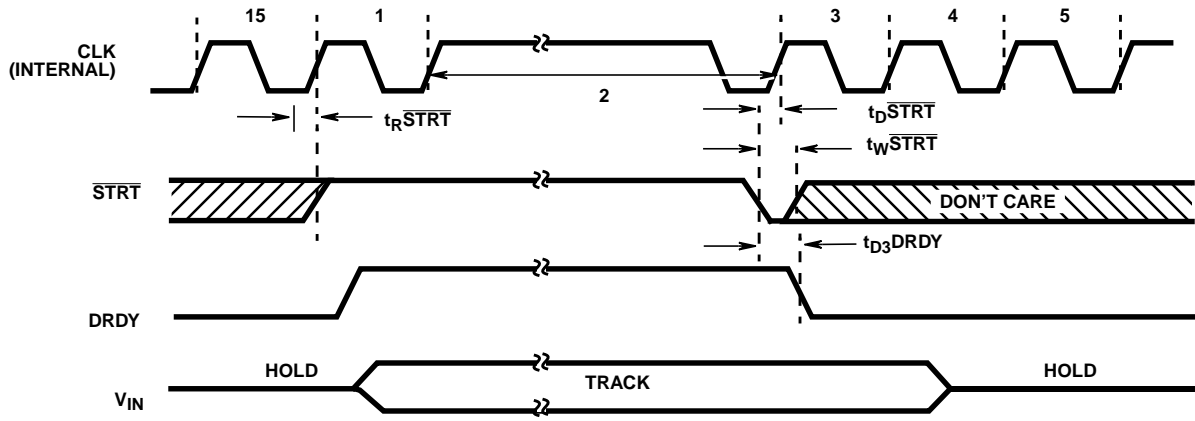 15 1 3 4 5
CLK
(INTERNAL)
2
tRSTRT
tDSTRT
tWSTRT
STRT
DON'T CARE
tD3DRDY
DRDY
HOLD TRACK HOLD
VIN